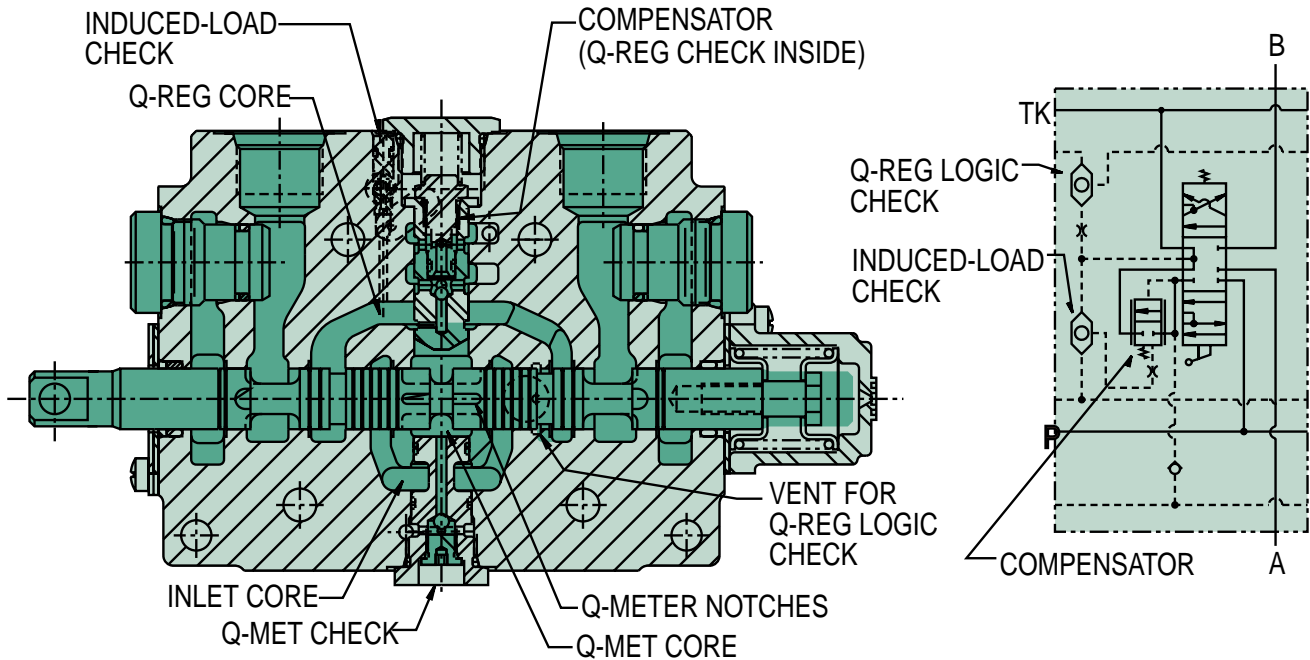 INDUCED-LOAD
CHECK
COMPENSATOR
(Q-REG CHECK INSIDE)
Q-REG CORE
B
TK
Q-REG LOGIC
CHECK
INDUCED-LOAD
CHECK
P
VENT FOR
Q-REG LOGIC
CHECK
COMPENSATOR
A
INLET CORE
Q-METER NOTCHES
Q-MET CHECK
Q-MET CORE